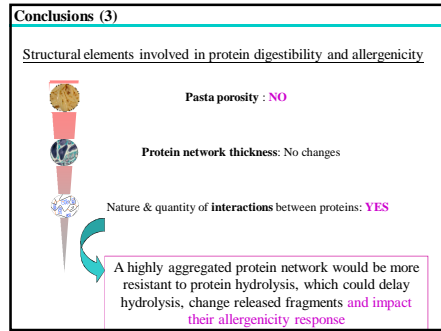 Conclusions (3)
Structural elements involved in protein digestibility and allergenicity
Pasta porosity : NO
Protein network thickness: No changes
Nature & quantity of interactions between proteins: YES
A highly aggregated protein network would be more
resistant to protein hydrolysis, which could delay
hydrolysis, change released fragments and impact
their allergenicity response